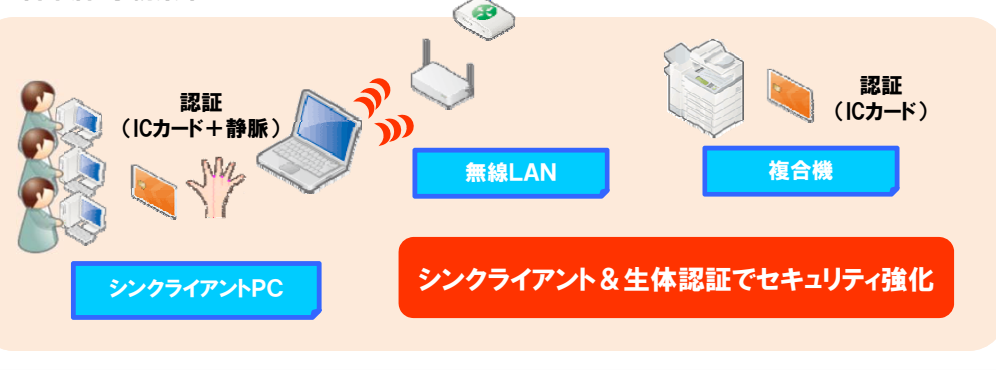 認証
（ICカード＋静脈）
認証
（ICカード）
無線LAN
複合機
シンクライアントPC
シンクライアント＆生体認証でセキュリティ強化